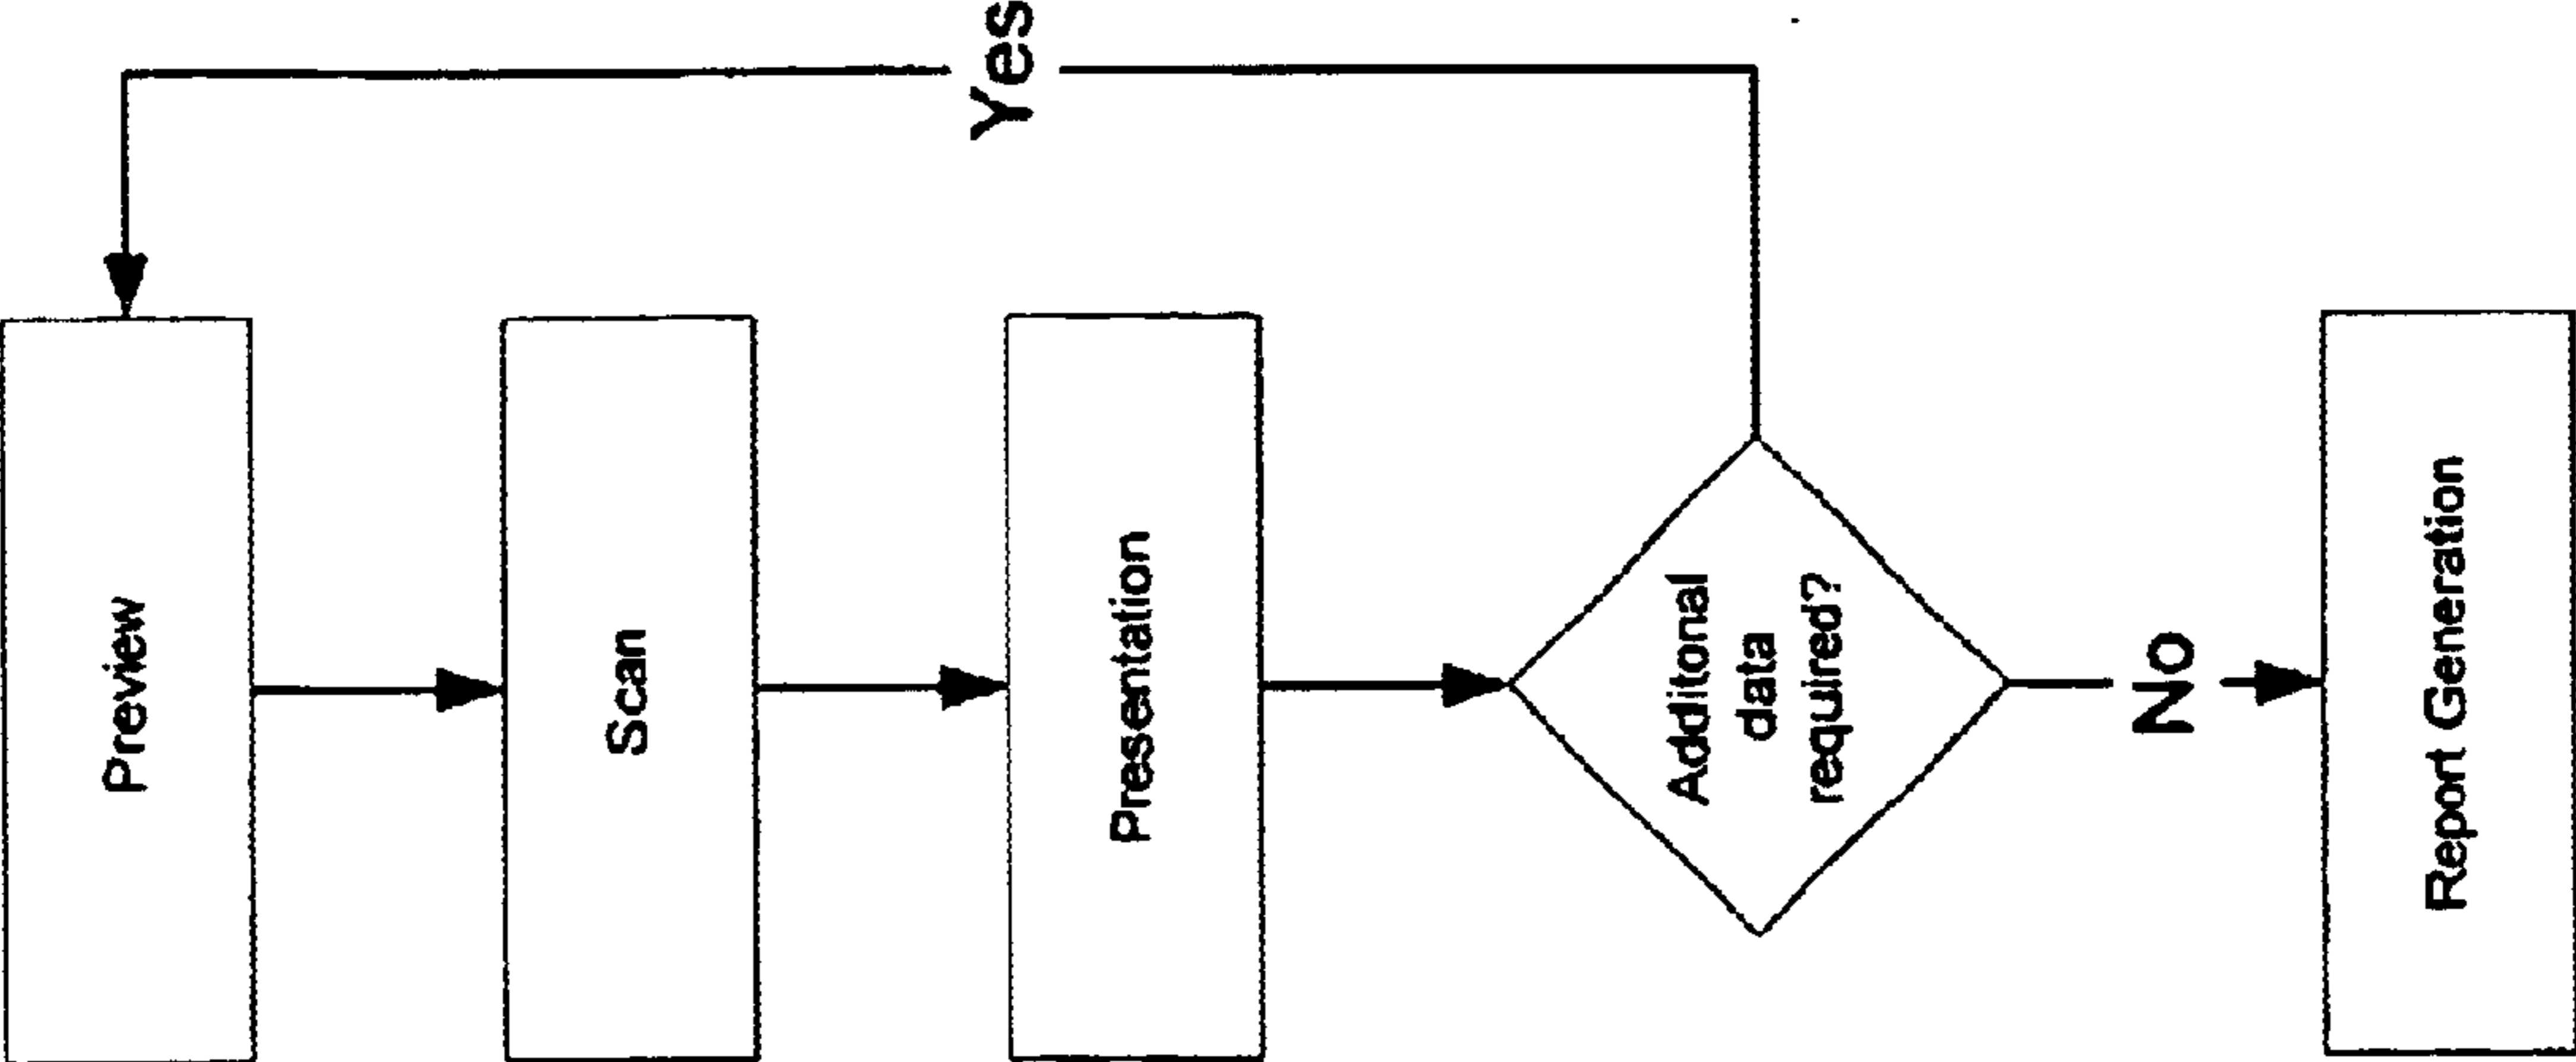 Yes
Preview
Scan
Presentation
Additonal
data
required?
No
Report Generation